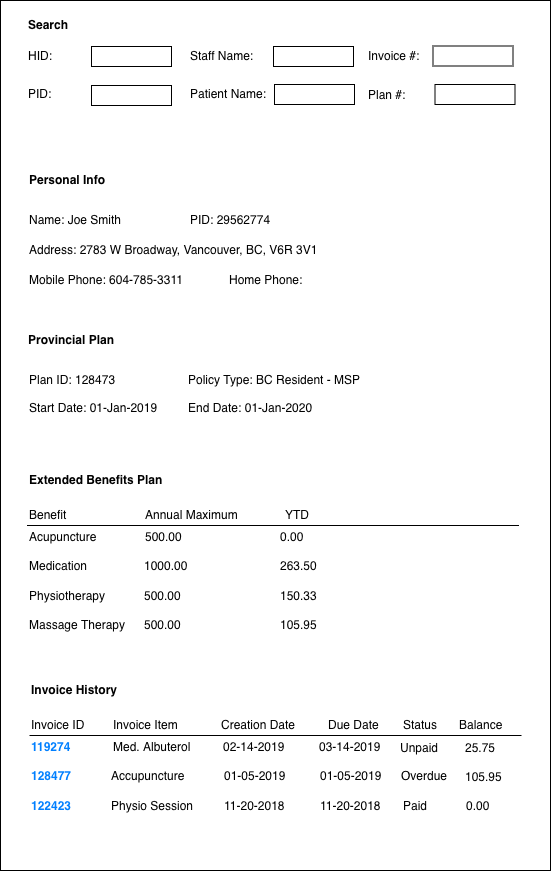 Search
HID: Staff Name: Invoice #:
PID: Patient Name: Plan #:
Personal Info
Name: Joe Smith PID: 29562774
Address: 2783 W Broadway, Vancouver, BC, V6R 3V1
Mobile Phone: 604-785-3311 Home Phone:
Provincial Plan
Plan ID: 128473 Policy Type: BC Resident - MSP
Start Date: 01-Jan-2019 End Date: 01-Jan-2020
Extended Benefits Plan
Benefit Annual Maximum YTD
Acupuncture 500.00 0.00
Medication 1000.00 263.50
Physiotherapy 500.00 150.33
Massage Therapy 500.00 105.95
Invoice History
Invoice ID Invoice Item Creation Date Due Date Status Balance
119274 Med. Albuterol 02-14-2019 03-14-2019 Unpaid 25.75
128477 Accupuncture 01-05-2019 01-05-2019 Overdue 105.95
122423 Physio Session 11-20-2018 11-20-2018 Paid 0.00